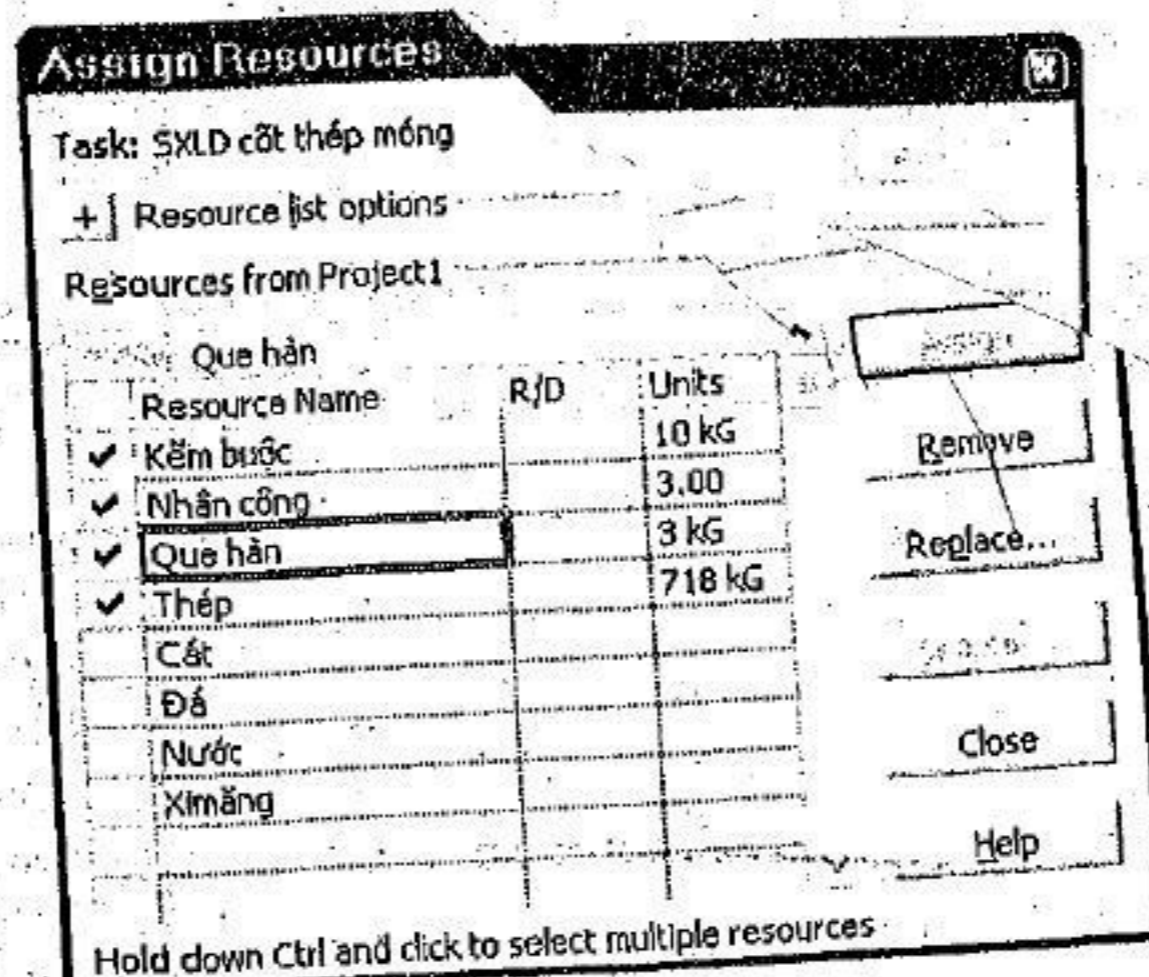 Assign Resources
Task: SXLD cốt thép móng
+ Resource list options
Resources from Project1
Que hàn
Resource Name R/D Units
Kẽm buộc 10 kG
Nhân công 3.00
Que hàn 3 kG
Thép 718 kG
Cát
Đá
Nước
Ximăng
Assign
Remove
Replace...
Close
Help
Hold down Ctrl and click to select multiple resources